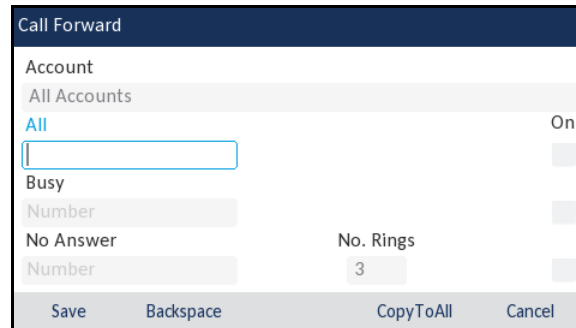 Call Forward
Account
All Accounts
All On
Busy
Number
No Answer No. Rings
Number 3
Save Backspace CopyToAll Cancel